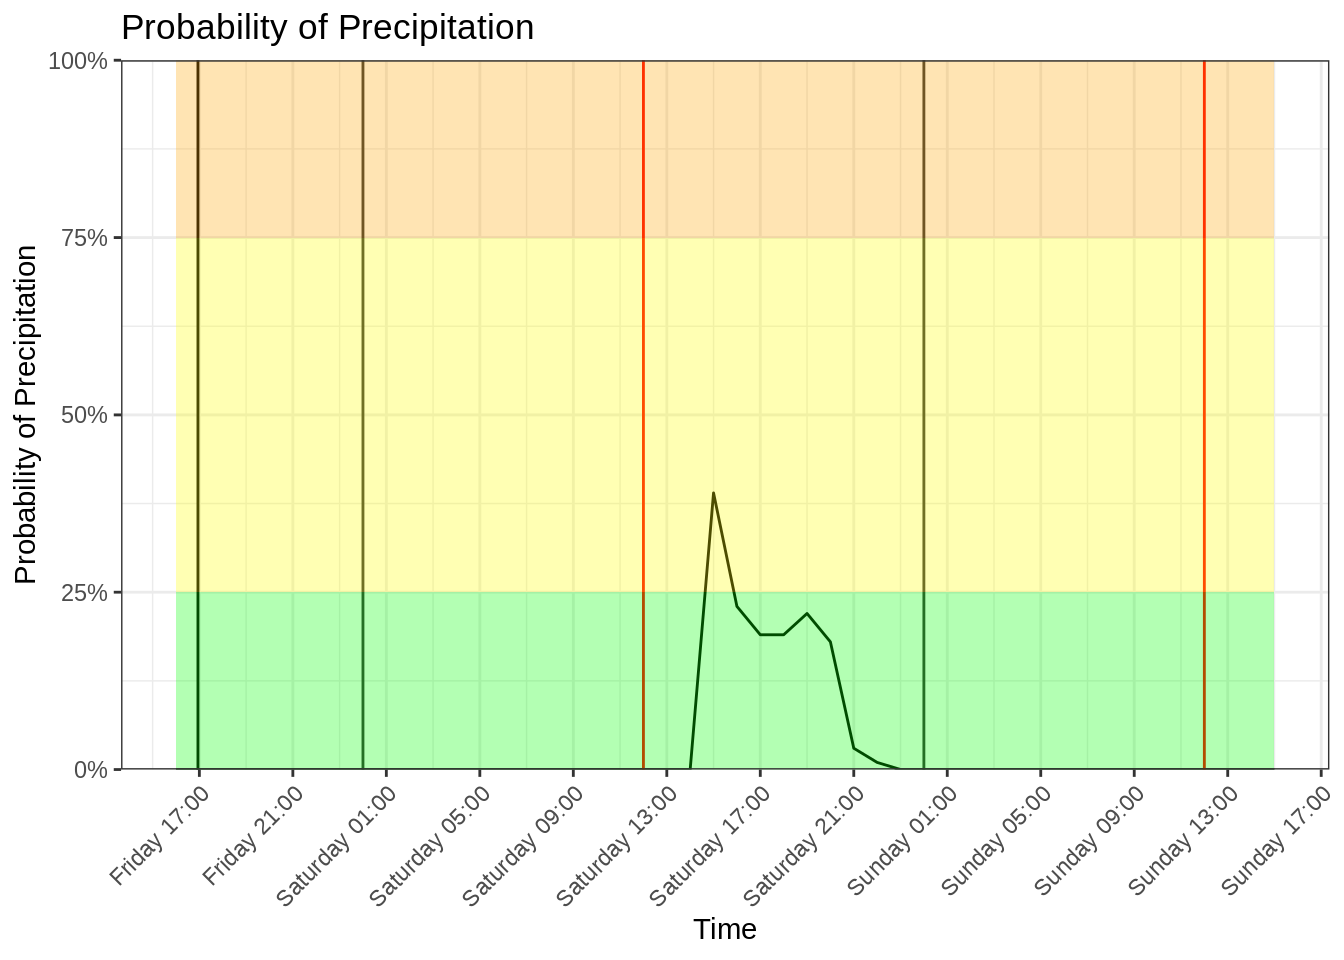 Probability of Precipitation
Probability of Precipitation
100%
75%
50%
25%
0%
Friday 17:00
Friday 21:00
Saturday 01:00
Saturday 05:00
Saturday 09:00
Saturday 13:00
Saturday 17:00
Saturday 21:00
Sunday 01:00
Sunday 05:00
Sunday 09:00
Sunday 13:00
Sunday 17:00
Time